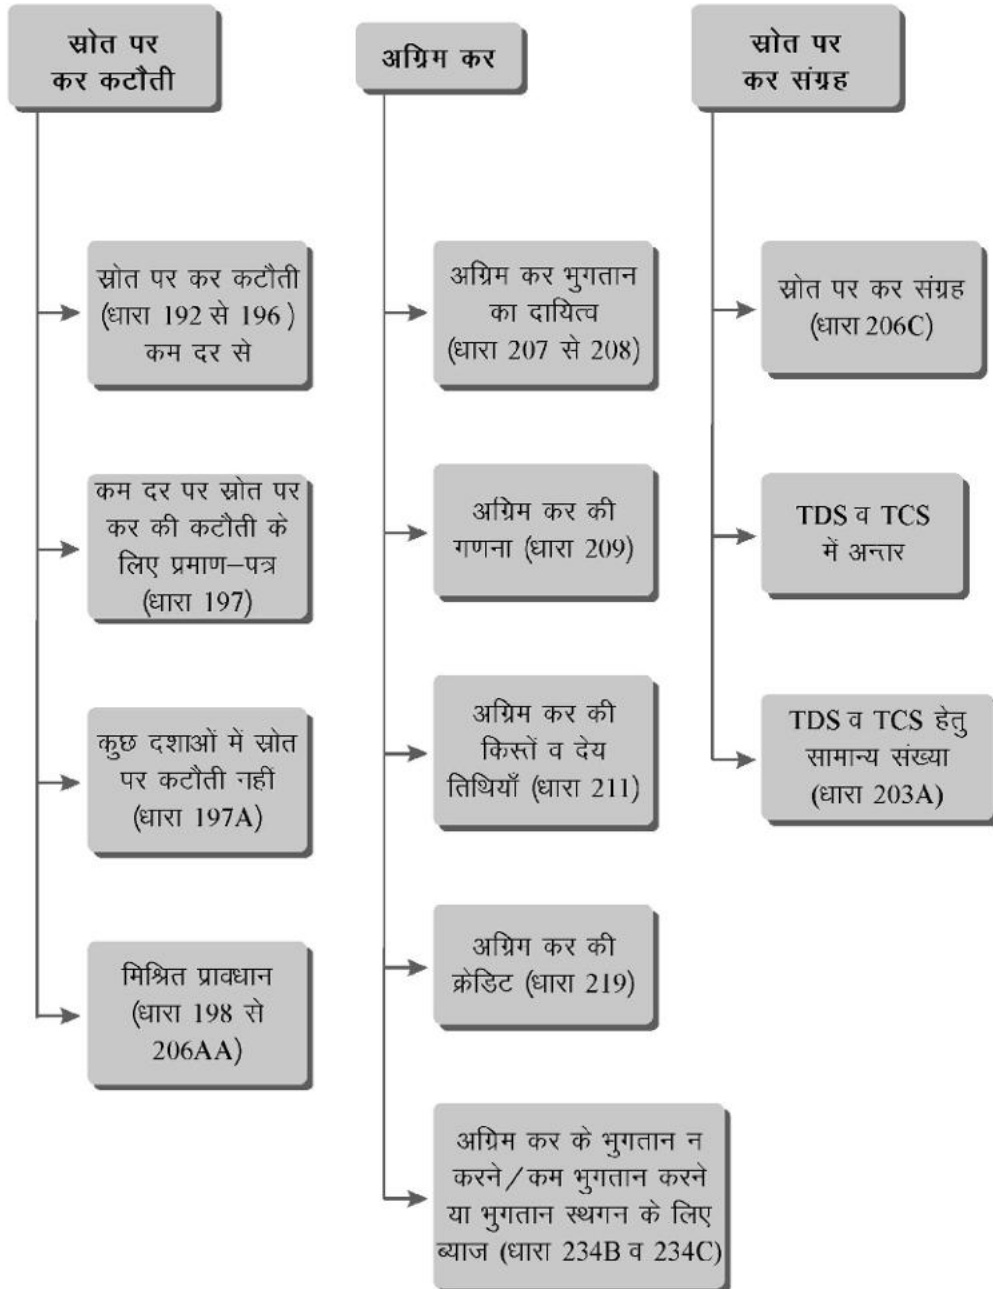 स्रोत पर
कर कटौती
स्रोत पर कर कटौती
(धारा 192 से 196)
कम दर से
कम दर पर स्रोत पर
कर की कटौती के
लिए प्रमाण–पत्र
(धारा 197)
कुछ दशाओं में स्रोत
पर कटौती नहीं
(धारा 197A)
मिश्रित प्रावधान
(धारा 198 से
206AA)
अग्रिम कर
अग्रिम कर भुगतान
का दायित्व
(धारा 207 से 208)
अग्रिम कर की
गणना (धारा 209)
अग्रिम कर की
किस्तें व देय
तिथियाँ (धारा 211)
अग्रिम कर की
क्रेडिट (धारा 219)
अग्रिम कर के भुगतान न
करने/कम भुगतान करने
या भुगतान स्थगन के लिए
ब्याज (धारा 234B व 234C)
स्रोत पर
कर संग्रह
स्रोत पर कर संग्रह
(धारा 206C)
TDS व TCS
में अन्तर
TDS व TCS हेतु
सामान्य संख्या
(धारा 203A)